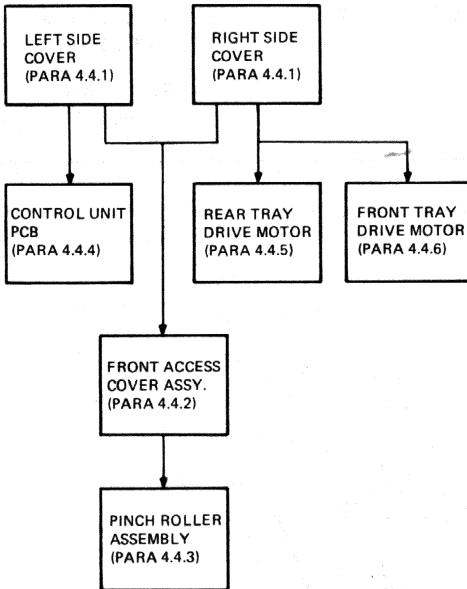 LEFT SIDE
COVER
(PARA 4.4.1)
RIGHT SIDE
COVER
(PARA 4.4.1)
CONTROL UNIT
PCB
(PARA 4.4.4)
REAR TRAY
DRIVE MOTOR
(PARA 4.4.5)
FRONT TRAY
DRIVE MOTOR
(PARA 4.4.6)
FRONT ACCESS
COVER ASSY.
(PARA 4.4.2)
PINCH ROLLER
ASSEMBLY
(PARA 4.4.3)